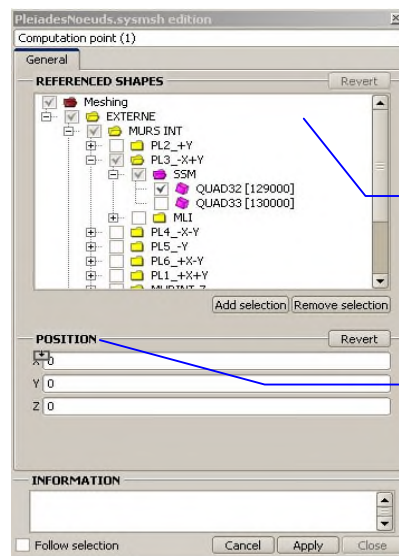 PleiadesNoeuds.sysmsh edition
Computation point (1)
General
REFERENCED SHAPES
Revert
Meshing
EXTERNE
MURS INT
PL2_+Y
PL3_-X+Y
SSM
QUAD32 [129000]
QUAD33 [130000]
MLI
PL4_-X-Y
PL5_-Y
PL6_+X-Y
PL1_+X+Y
Add selection Remove selection
POSITION
Revert
X 0
Y 0
Z 0
INFORMATION
Follow selection
Cancel Apply Close